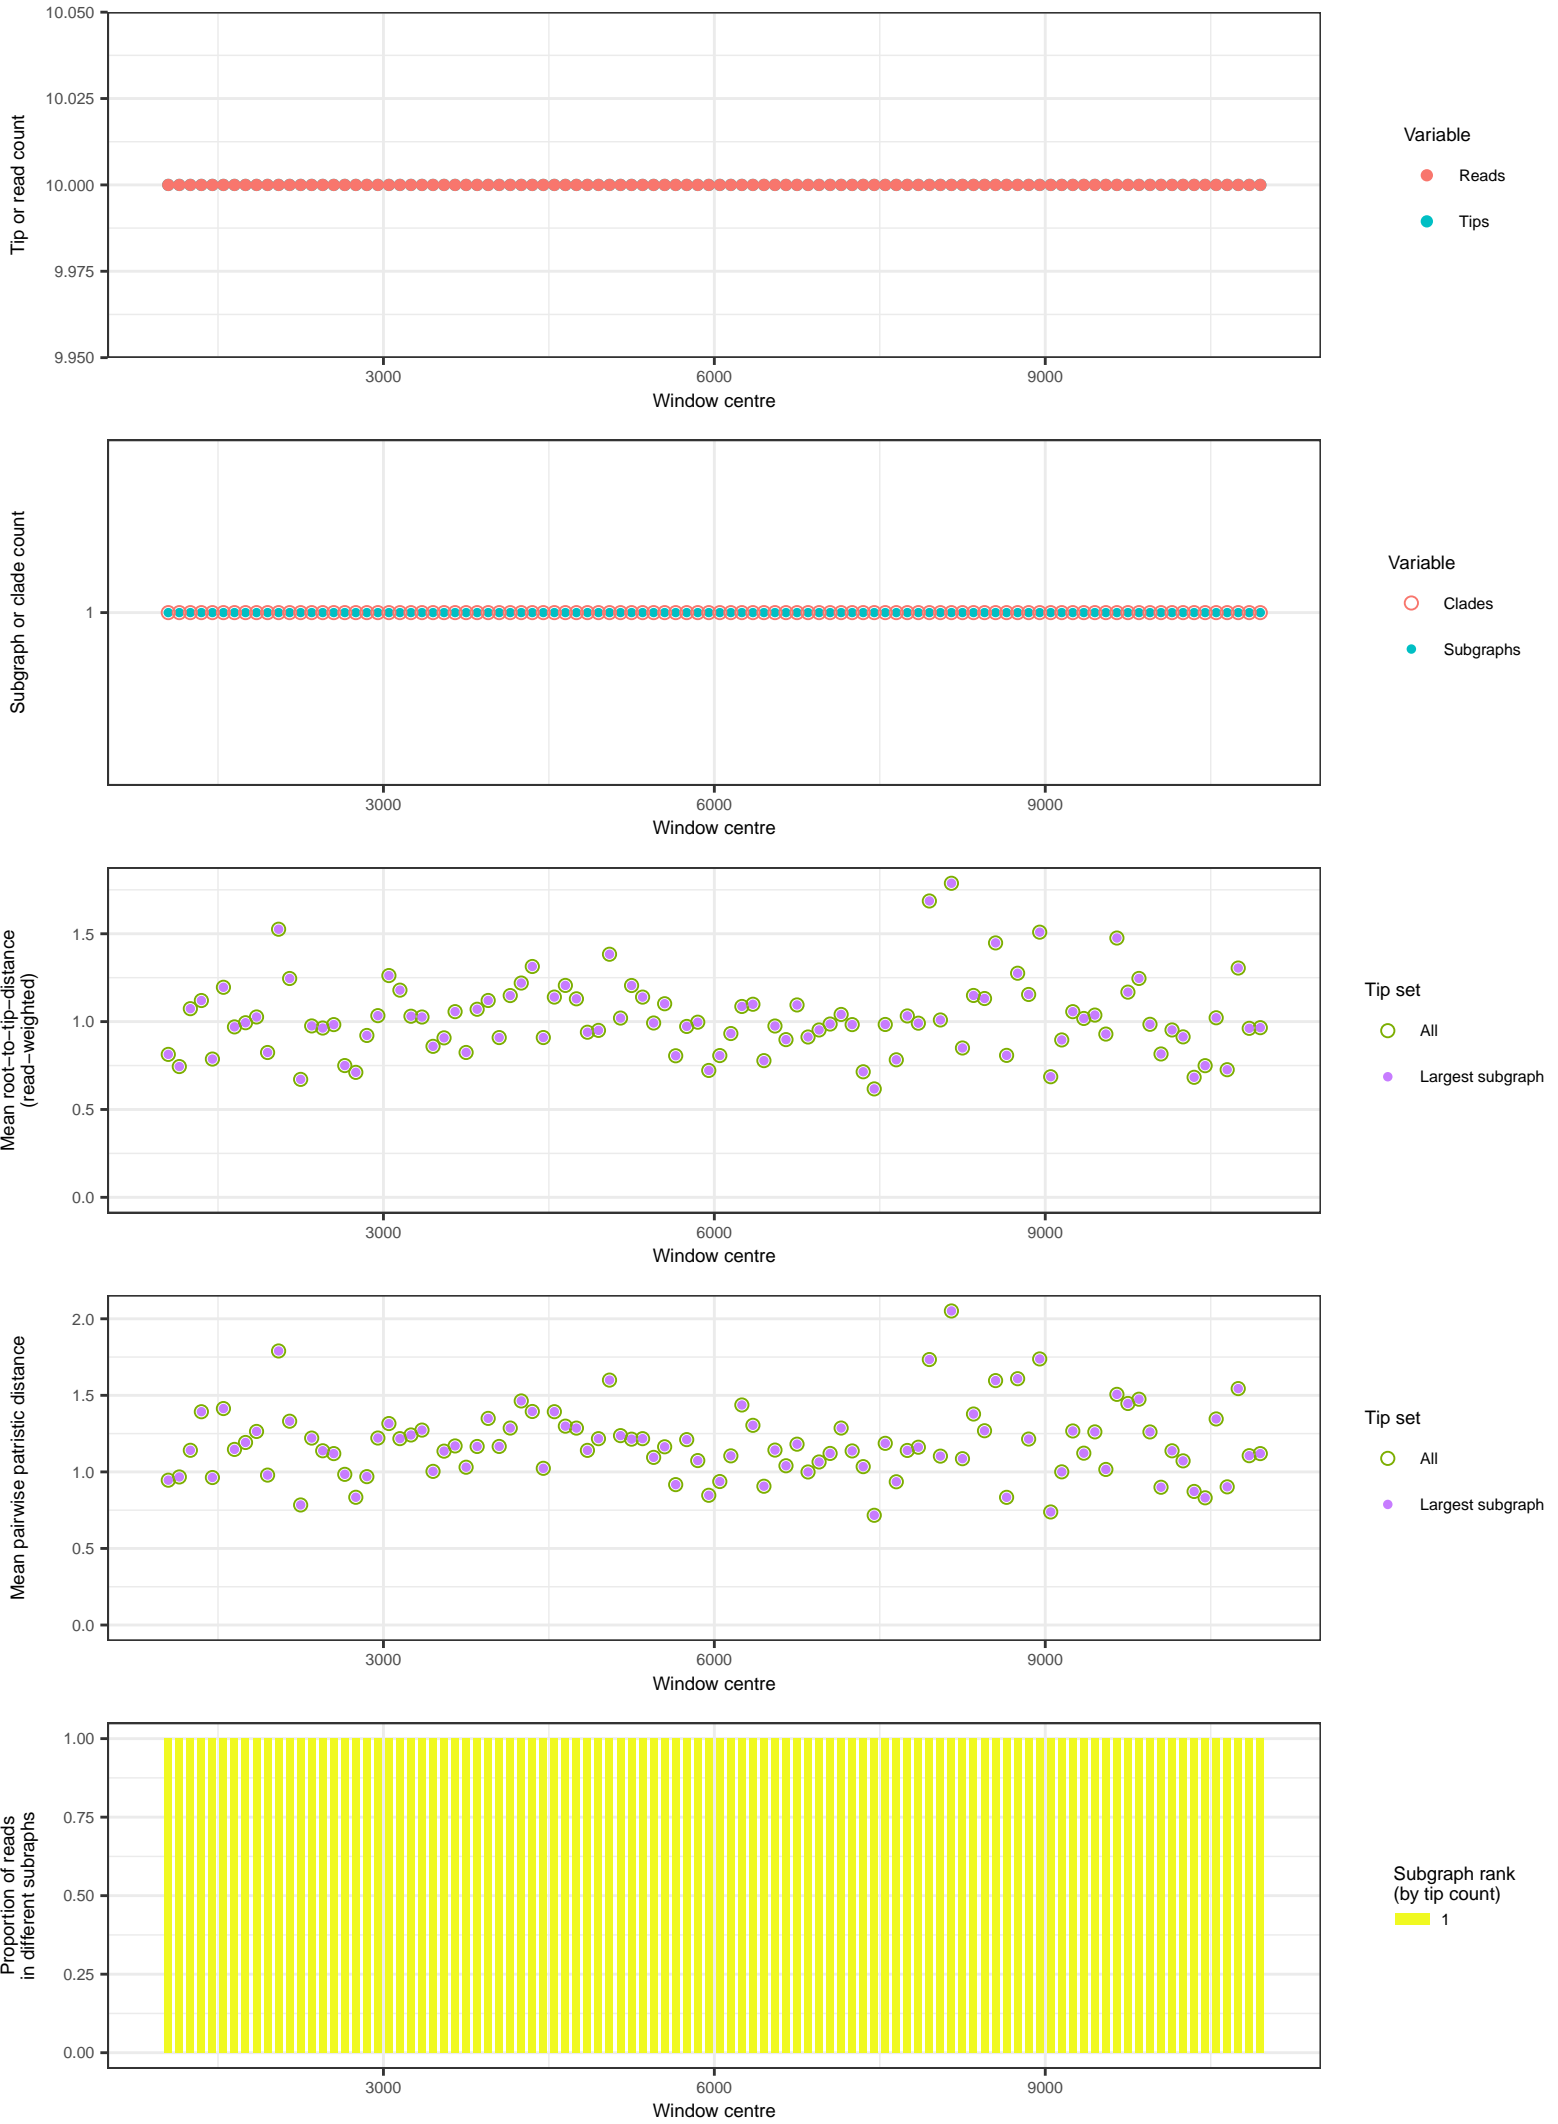 10.050
10.025
10.000
9.975
9.950
Tip or read count
3000
6000
9000
Window centre
Variable
Reads
Tips
1
Subgraph or clade count
3000
6000
9000
Window centre
Variable
Clades
Subgraphs
1.5
1.0
0.5
0.0
Mean root−to−tip−distance
(read−weighted)
3000
6000
9000
Window centre
Tip set
All
Largest subgraph
2.0
1.5
1.0
0.5
0.0
Mean pairwise patristic distance
3000
6000
9000
Window centre
Tip set
All
Largest subgraph
1.00
0.75
0.50
0.25
0.00
Proportion of reads
in different subraphs
3000
6000
9000
Window centre
Subgraph rank
(by tip count)
1